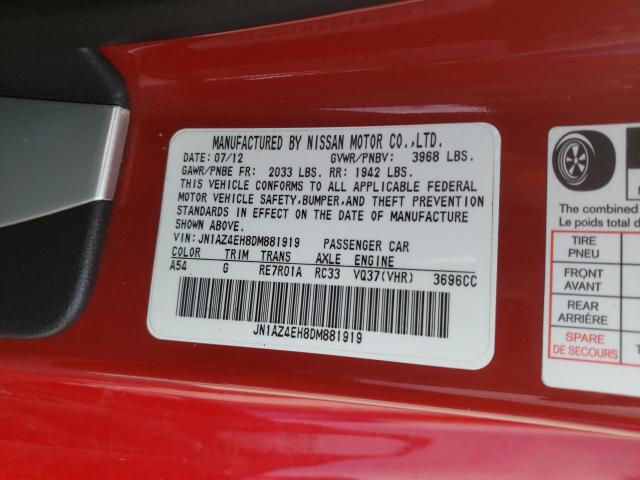 MANUFACTURED BY NISSAN MOTOR CO.,LTD.
DATE: 07/12 GVWR/PNBV: 3968 LBS.
GAWR/PNBE FR: 2033 LBS. RR: 1942 LBS.
THIS VEHICLE CONFORMS TO ALL APPLICABLE FEDERAL
MOTOR VEHICLE SAFETY,BUMPER,AND THEFT PREVENTION
STANDARDS IN EFFECT ON THE DATE OF MANUFACTURE
SHOWN ABOVE.
VIN: JN1AZ4EH8DM881919 PASSENGER CAR
COLOR TRIM TRANS AXLE ENGINE
A54 G RE7R01A RC33 VQ37(VHR) 3696CC
JN1AZ4EH8DM881919
The combined
Le poids total d
TIRE
PNEU
FRONT
AVANT
REAR
ARRIÈRE
SPARE
DE SECOURS